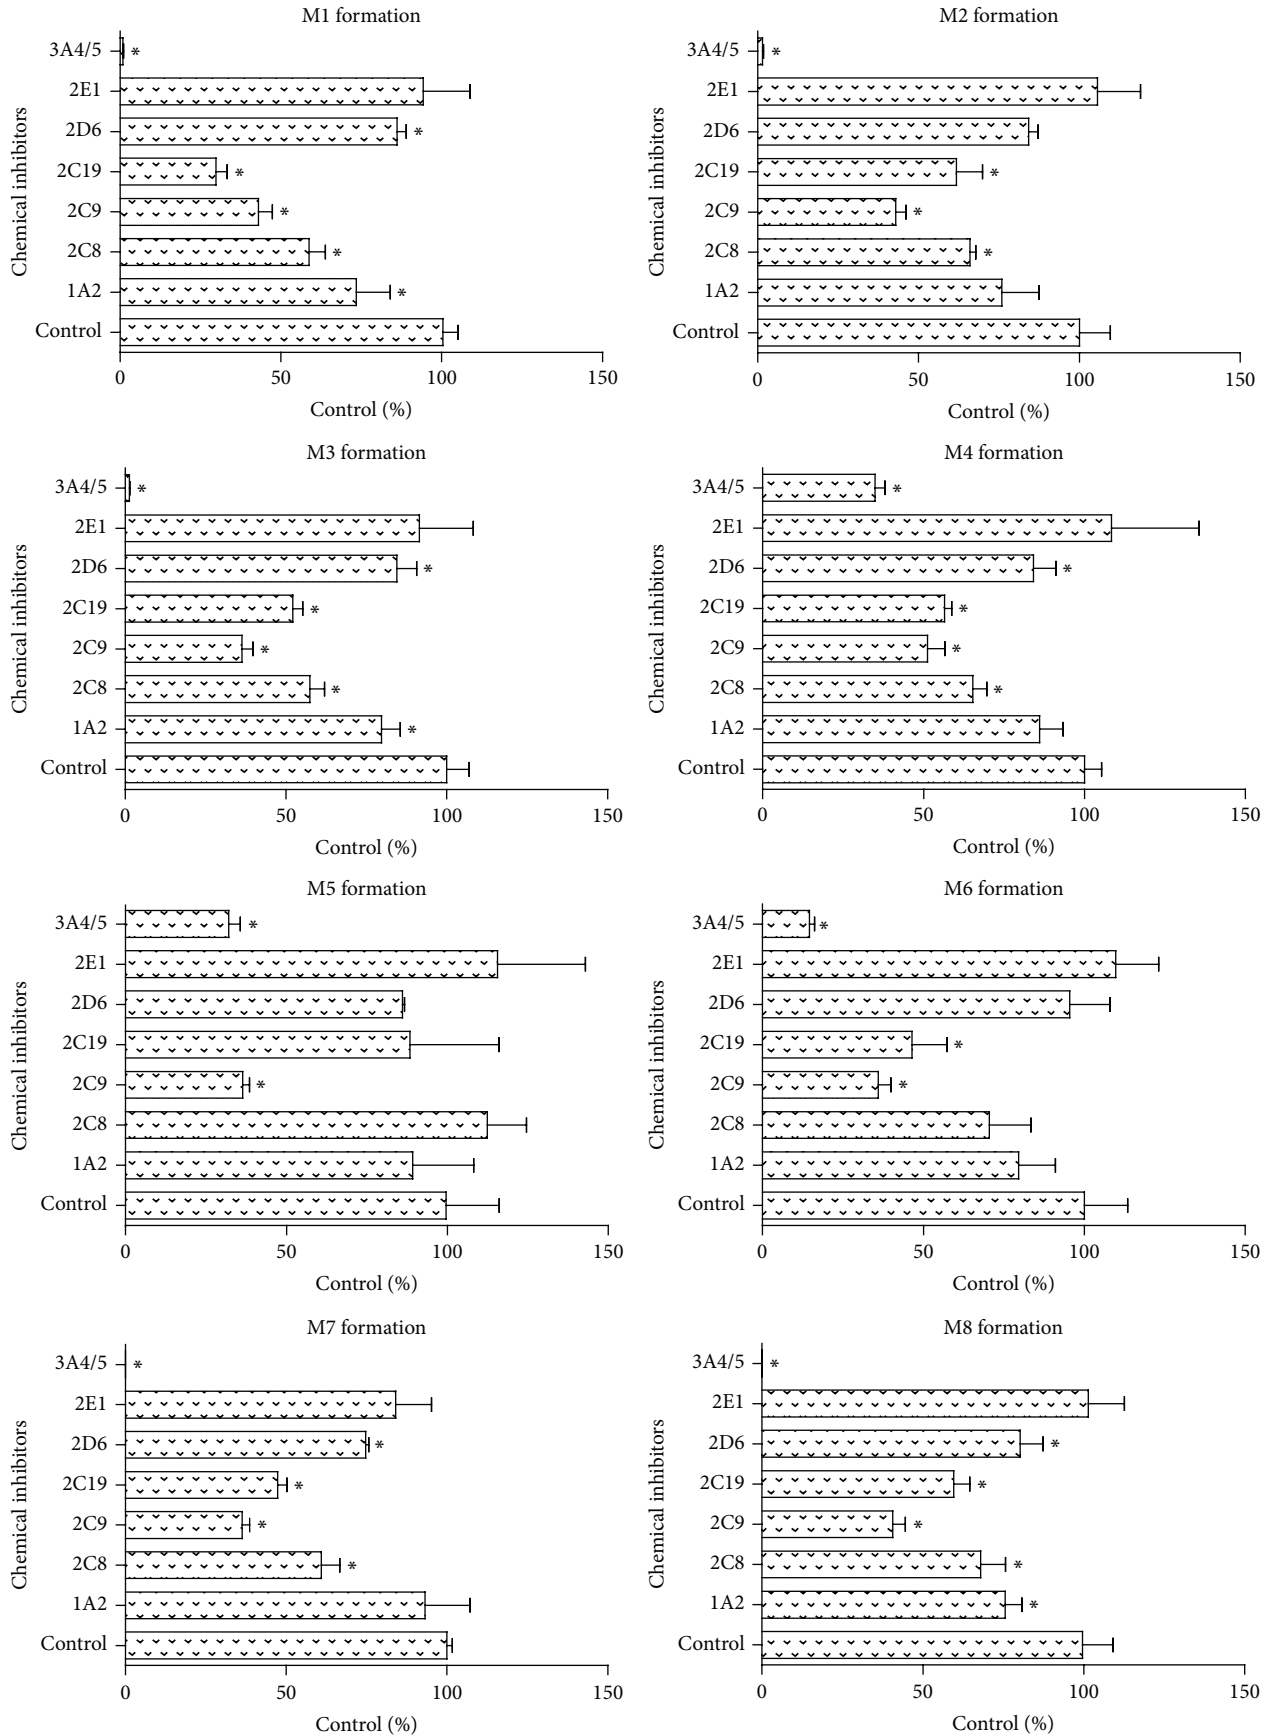 M1 formation
Chemical inhibitors
3A4/5 *
2E1
2D6 *
2C19 *
2C9 *
2C8 *
1A2 *
Control
0 50 100 150
Control (%)
M2 formation
Chemical inhibitors
3A4/5 *
2E1
2D6
2C19 *
2C9 *
2C8 *
1A2
Control
0 50 100 150
Control (%)
M3 formation
Chemical inhibitors
3A4/5 *
2E1
2D6 *
2C19 *
2C9 *
2C8 *
1A2 *
Control
0 50 100 150
Control (%)
M4 formation
Chemical inhibitors
3A4/5 *
2E1
2D6 *
2C19 *
2C9 *
2C8 *
1A2
Control
0 50 100 150
Control (%)
M5 formation
Chemical inhibitors
3A4/5 *
2E1
2D6
2C19
2C9 *
2C8
1A2
Control
0 50 100 150
Control (%)
M6 formation
Chemical inhibitors
3A4/5 *
2E1
2D6
2C19 *
2C9 *
2C8
1A2
Control
0 50 100 150
Control (%)
M7 formation
Chemical inhibitors
3A4/5 *
2E1
2D6 *
2C19 *
2C9 *
2C8 *
1A2
Control
0 50 100 150
Control (%)
M8 formation
Chemical inhibitors
3A4/5 *
2E1
2D6 *
2C19 *
2C9 *
2C8 *
1A2 *
Control
0 50 100 150
Control (%)